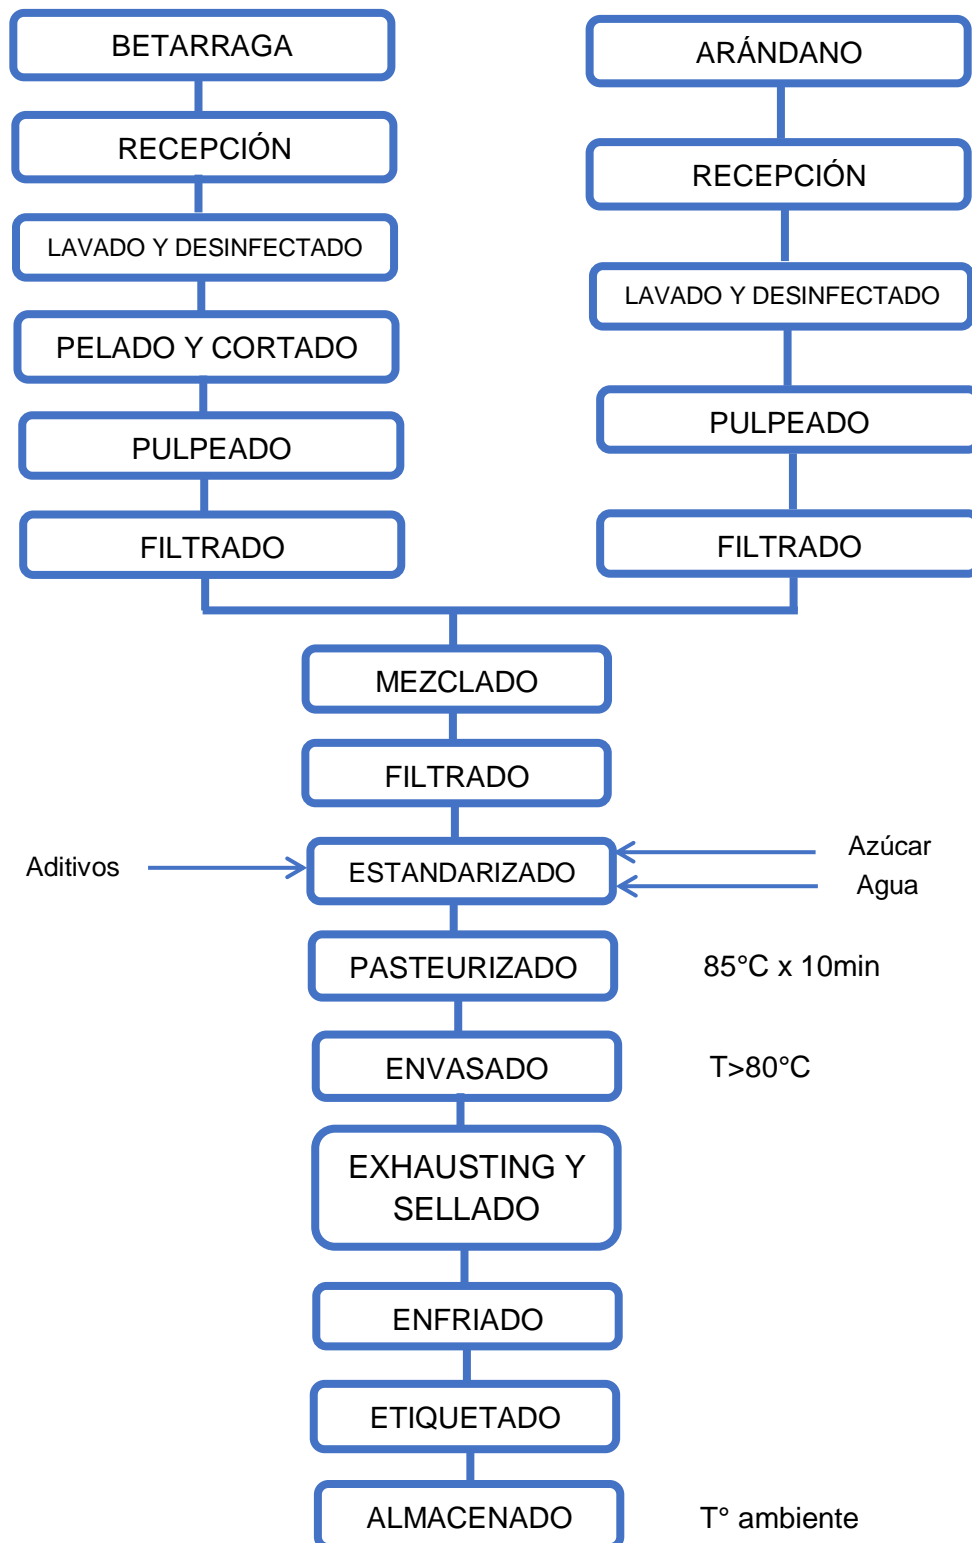 BETARRAGA
RECEPCIÓN
LAVADO Y DESINFECTADO
PELADO Y CORTADO
PULPEADO
FILTRADO
ARÁNDANO
RECEPCIÓN
LAVADO Y DESINFECTADO
PULPEADO
FILTRADO
MEZCLADO
FILTRADO
Aditivos
ESTANDARIZADO
Azúcar
Agua
PASTEURIZADO
85°C x 10min
ENVASADO
T>80°C
EXHAUSTING Y
SELLADO
ENFRIADO
ETIQUETADO
ALMACENADO
T° ambiente